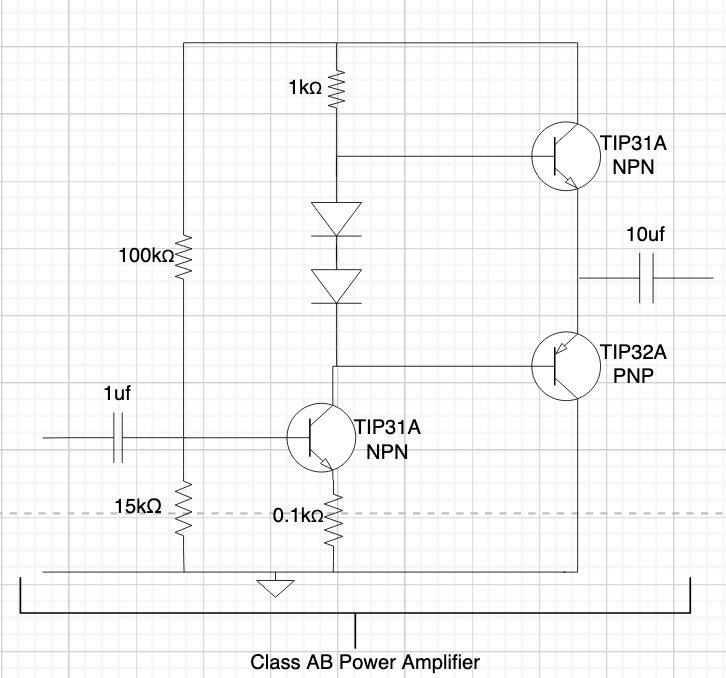 1kΩ
TIP31A
NPN
100kΩ
10uf
TIP32A
PNP
1uf
TIP31A
NPN
15kΩ
0.1kΩ
Class AB Power Amplifier